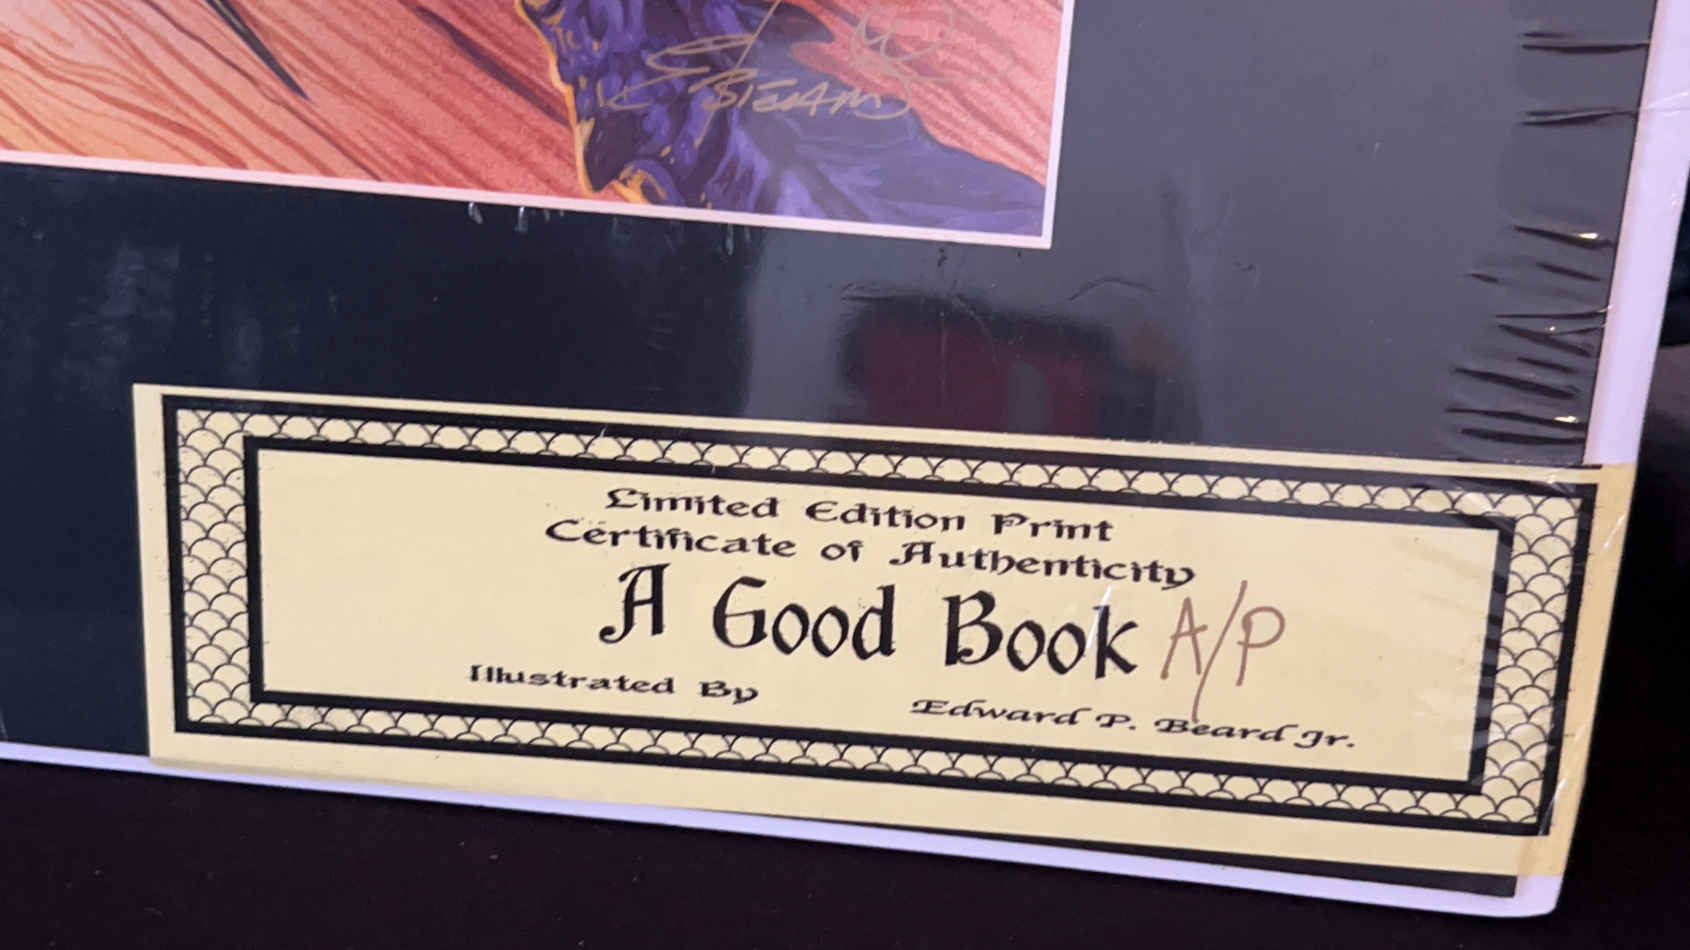 Limited Edition Print
Certificate of Authenticity
A Good Book A/P
Illustrated By
Edward P. Beard Jr.